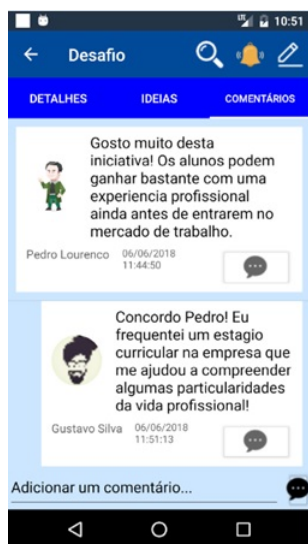 LTE 10:51
Desafio
DETALHES IDEIAS COMENTÁRIOS
Gosto muito desta
iniciativa! Os alunos podem
ganhar bastante com uma
experiencia profissional
ainda antes de entrarem no
mercado de trabalho.
Pedro Lourenco 06/06/2018
11:44:50
Concordo Pedro! Eu
frequentei um estagio
curricular na empresa que
me ajudou a compreender
algumas particularidades
da vida profissional!
Gustavo Silva 06/06/2018
11:51:13
Adicionar um comentário...